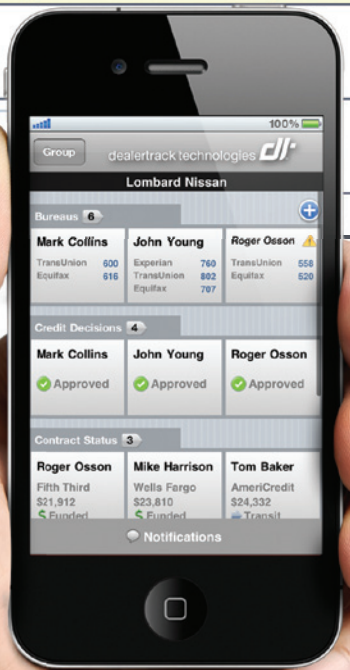 100%
Group
dealertrack technologies dt
Lombard Nissan
Bureaus 6
Mark Collins
TransUnion 600
Equifax 616
John Young
Experian 760
TransUnion 802
Equifax 707
Roger Osson
TransUnion 558
Equifax 520
Credit Decisions 4
Mark Collins
Approved
John Young
Approved
Roger Osson
Approved
Contract Status 3
Roger Osson
Fifth Third
$21,912
$ Funded
Mike Harrison
Wells Fargo
$23,810
$ Funded
Tom Baker
AmeriCredit
$24,332
Transit
Notifications